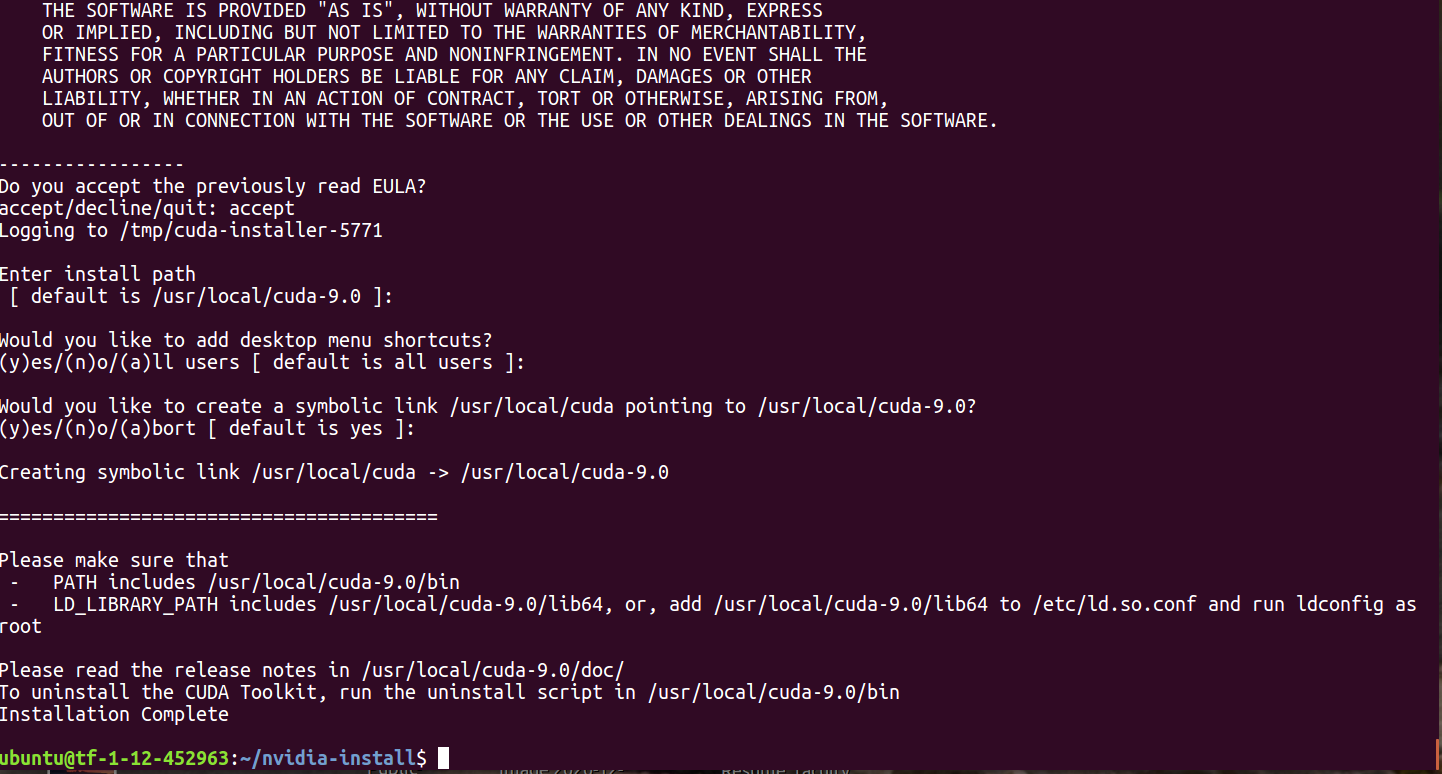 THE SOFTWARE IS PROVIDED "AS IS", WITHOUT WARRANTY OF ANY KIND, EXPRESS
OR IMPLIED, INCLUDING BUT NOT LIMITED TO THE WARRANTIES OF MERCHANTABILITY,
FITNESS FOR A PARTICULAR PURPOSE AND NONINFRINGEMENT. IN NO EVENT SHALL THE
AUTHORS OR COPYRIGHT HOLDERS BE LIABLE FOR ANY CLAIM, DAMAGES OR OTHER
LIABILITY, WHETHER IN AN ACTION OF CONTRACT, TORT OR OTHERWISE, ARISING FROM,
OUT OF OR IN CONNECTION WITH THE SOFTWARE OR THE USE OR OTHER DEALINGS IN THE SOFTWARE.
-----------------
Do you accept the previously read EULA?
accept/decline/quit: accept
Logging to /tmp/cuda-installer-5771
Enter install path
[ default is /usr/local/cuda-9.0 ]:
Would you like to add desktop menu shortcuts?
(y)es/(n)o/(a)ll users [ default is all users ]:
Would you like to create a symbolic link /usr/local/cuda pointing to /usr/local/cuda-9.0?
(y)es/(n)o/(a)bort [ default is yes ]:
Creating symbolic link /usr/local/cuda -> /usr/local/cuda-9.0
========================================
Please make sure that
-   PATH includes /usr/local/cuda-9.0/bin
-   LD_LIBRARY_PATH includes /usr/local/cuda-9.0/lib64, or, add /usr/local/cuda-9.0/lib64 to /etc/ld.so.conf and run ldconfig as
root
Please read the release notes in /usr/local/cuda-9.0/doc/
To uninstall the CUDA Toolkit, run the uninstall script in /usr/local/cuda-9.0/bin
Installation Complete
ubuntu@tf-1-12-452963:~/nvidia-install$